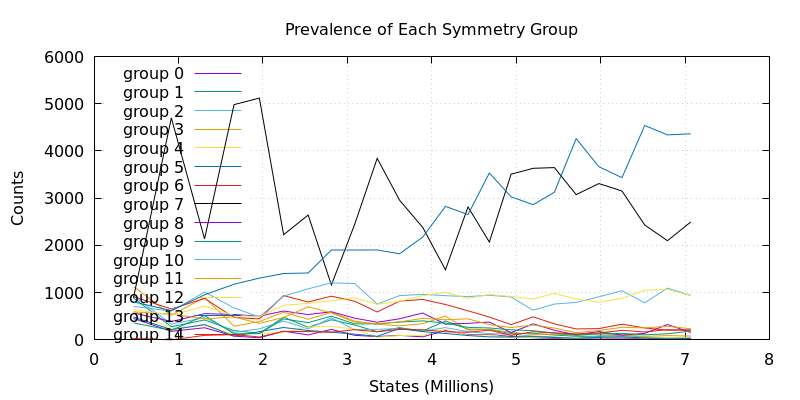 Prevalence of Each Symmetry Group
6000
5000
4000
3000
2000
1000
0
Counts
group 0
group 1
group 2
group 3
group 4
group 5
group 6
group 7
group 8
group 9
group 10
group 11
group 12
group 13
group 14
0 1 2 3 4 5 6 7 8
States (Millions)